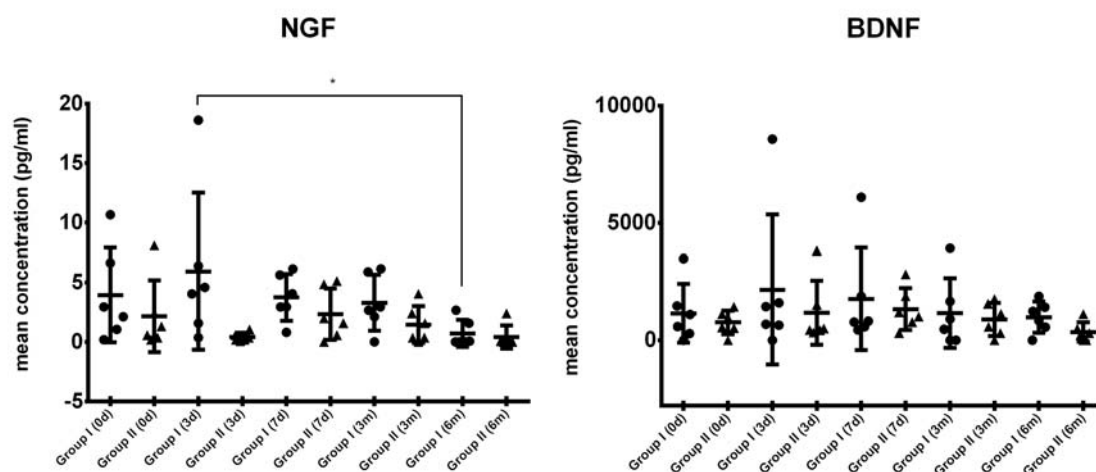 NGF
*
mean concentration (pg/ml)
20
15
10
5
0
-5
Group I (0d)
Group II (0d)
Group I (3d)
Group II (3d)
Group I (7d)
Group II (7d)
Group I (3m)
Group II (3m)
Group I (6m)
Group II (6m)
BDNF
mean concentration (pg/ml)
10000
5000
0
Group I (0d)
Group II (0d)
Group I (3d)
Group II (3d)
Group I (7d)
Group II (7d)
Group I (3m)
Group II (3m)
Group I (6m)
Group II (6m)